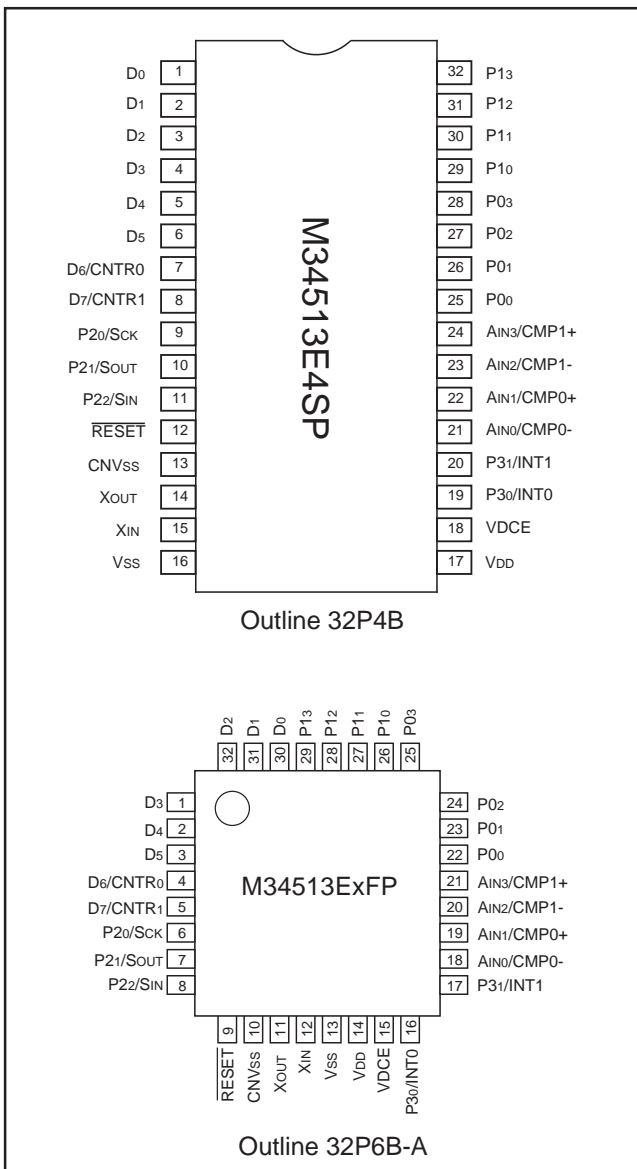 D0 1 32 P13
D1 2 31 P12
D2 3 30 P11
D3 4 29 P10
D4 5 28 P03
D5 6 27 P02
D6/CNTR0 7 26 P01
D7/CNTR1 8 25 P00
P20/SCK 9 24 AIN3/CMP1+
P21/SOUT 10 23 AIN2/CMP1-
P22/SIN 11 22 AIN1/CMP0+
RESET 12 21 AIN0/CMP0-
CNVSS 13 20 P31/INT1
XOUT 14 19 P30/INT0
XIN 15 18 VDCE
VSS 16 17 VDD
M34513E4SP
Outline 32P4B
D2 D1 D0 P13 P12 P11 P10 P03
32 31 30 29 28 27 26 25
D3 1 24 P02
D4 2 23 P01
D5 3 22 P00
D6/CNTR0 4 M34513ExFP 21 AIN3/CMP1+
D7/CNTR1 5 20 AIN2/CMP1-
P20/SCK 6 19 AIN1/CMP0+
P21/SOUT 7 18 AIN0/CMP0-
P22/SIN 8 17 P31/INT1
9 10 11 12 13 14 15 16
RESET CNVSS XOUT XIN VSS VDD VDCE P30/INT0
Outline 32P6B-A